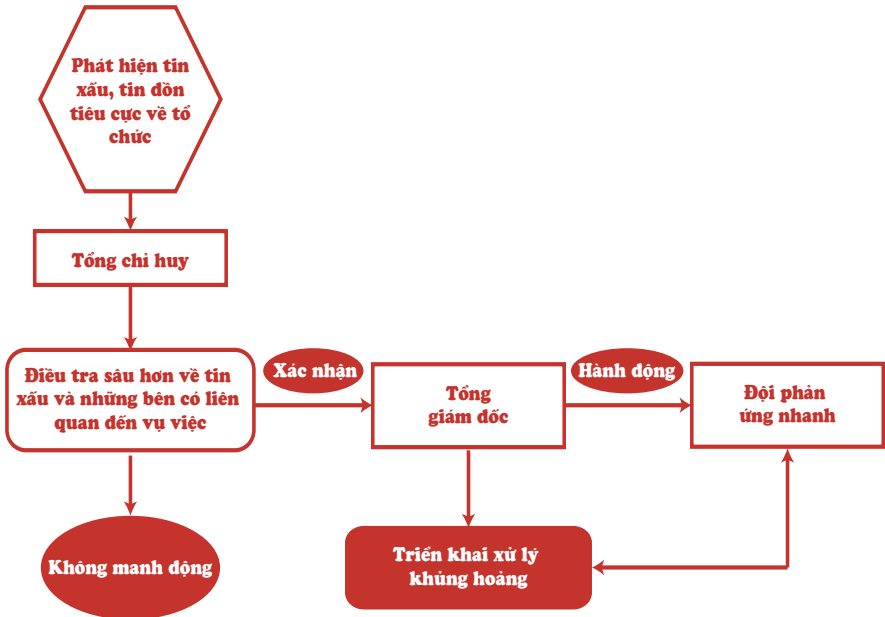 Phát hiện tin
xấu, tin đồn
tiêu cực về tổ
chức
Tổng chỉ huy
Điều tra sâu hơn về tin
xấu và những bên có liên
quan đến vụ việc
Xác nhận
Tổng
giám đốc
Hành động
Đội phản
ứng nhanh
Không manh động
Triển khai xử lý
khủng hoảng